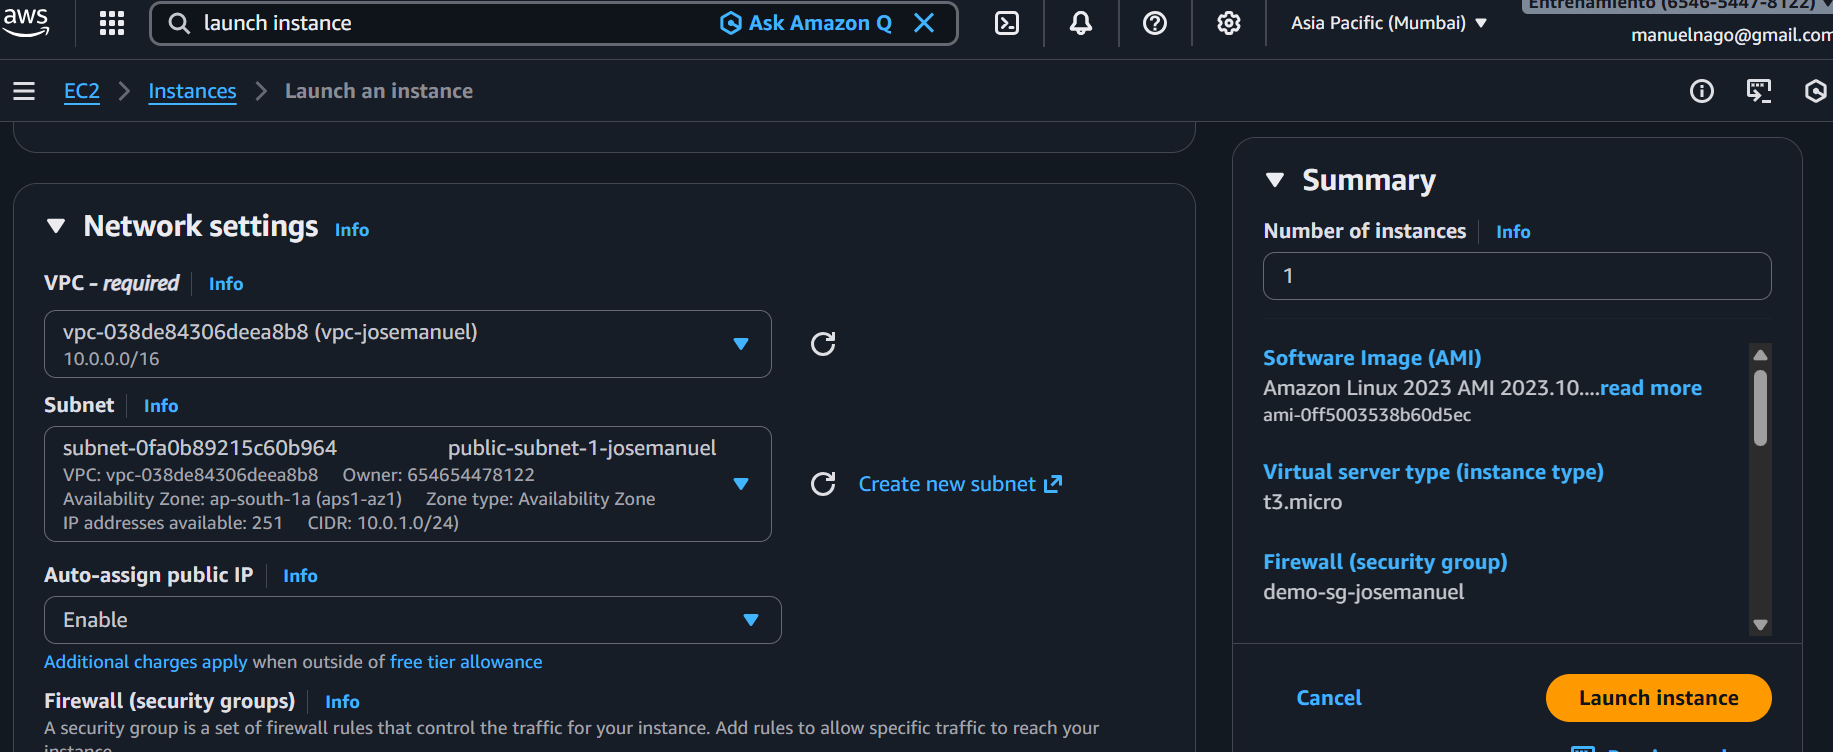 aws
launch instance
Ask Amazon Q
Asia Pacific (Mumbai)
Entrenamiento (6546-5447-8122)
manuelnago@gmail.com
EC2 > Instances > Launch an instance
Network settings Info
VPC – required Info
vpc-038de84306deea8b8 (vpc-josemanuel)
10.0.0.0/16
Subnet Info
subnet-0fa0b89215c60b964 public-subnet-1-josemanuel
VPC: vpc-038de84306deea8b8 Owner: 654654478122
Availability Zone: ap-south-1a (aps1-az1) Zone type: Availability Zone
IP addresses available: 251 CIDR: 10.0.1.0/24)
Create new subnet
Auto-assign public IP Info
Enable
Additional charges apply when outside of free tier allowance
Firewall (security groups) Info
A security group is a set of firewall rules that control the traffic for your instance. Add rules to allow specific traffic to reach your
instance.
Summary
Number of instances Info
1
Software Image (AMI)
Amazon Linux 2023 AMI 2023.10....read more
ami-0ff5003538b60d5ec
Virtual server type (instance type)
t3.micro
Firewall (security group)
demo-sg-josemanuel
Cancel
Launch instance